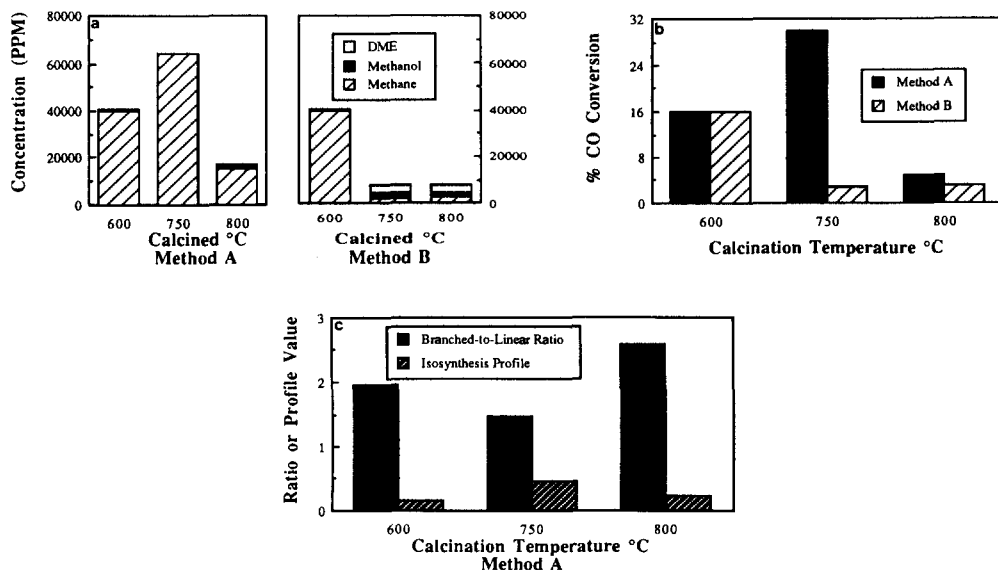 a
Concentration (PPM)
80000
60000
40000
20000
0
600 750 800
Calcined °C
Method A
DME
Methanol
Methane
80000
60000
40000
20000
0
600 750 800
Calcined °C
Method B
b
% CO Conversion
32
24
16
8
0
Method A
Method B
600 750 800
Calcination Temperature °C
c
Ratio or Profile Value
3
2
1
0
Branched-to-Linear Ratio
Isosynthesis Profile
600 750 800
Calcination Temperature °C
Method A